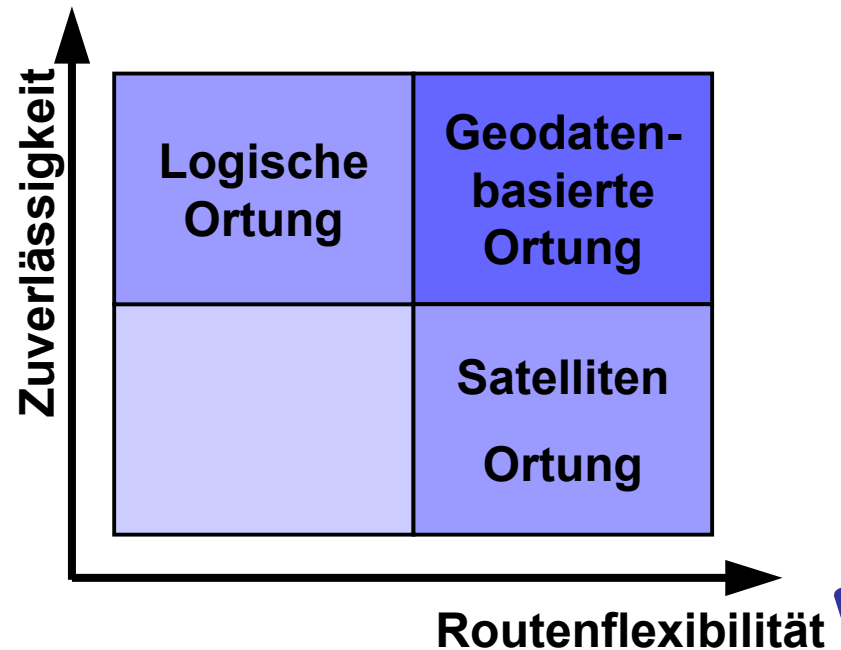 Zuverlässigkeit
Logische
Ortung
Geodaten-
basierte
Ortung
Satelliten
Ortung
Routenflexibilität